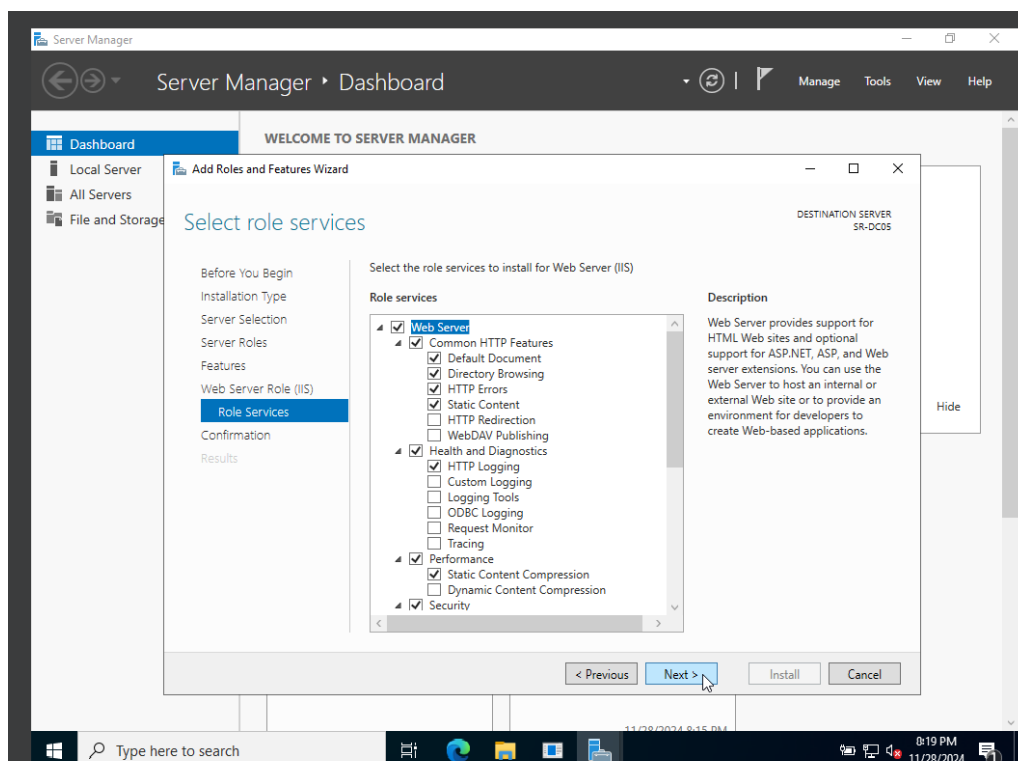 Server Manager
Server Manager ‣ Dashboard
Manage Tools View Help
Dashboard
Local Server
All Servers
File and Storage
WELCOME TO SERVER MANAGER
Hide
Add Roles and Features Wizard
Select role services
DESTINATION SERVER
SR-DC05
Before You Begin
Installation Type
Server Selection
Server Roles
Features
Web Server Role (IIS)
Role Services
Confirmation
Results
Select the role services to install for Web Server (IIS)
Role services
Web Server
Common HTTP Features
Default Document
Directory Browsing
HTTP Errors
Static Content
HTTP Redirection
WebDAV Publishing
Health and Diagnostics
HTTP Logging
Custom Logging
Logging Tools
ODBC Logging
Request Monitor
Tracing
Performance
Static Content Compression
Dynamic Content Compression
Security
Description
Web Server provides support for
HTML Web sites and optional
support for ASP.NET, ASP, and Web
server extensions. You can use the
Web Server to host an internal or
external Web site or to provide an
environment for developers to
create Web-based applications.
< Previous
Next >
Install
Cancel
11/28/2024 8:15 PM
Type here to search
8:19 PM
11/28/2024
1